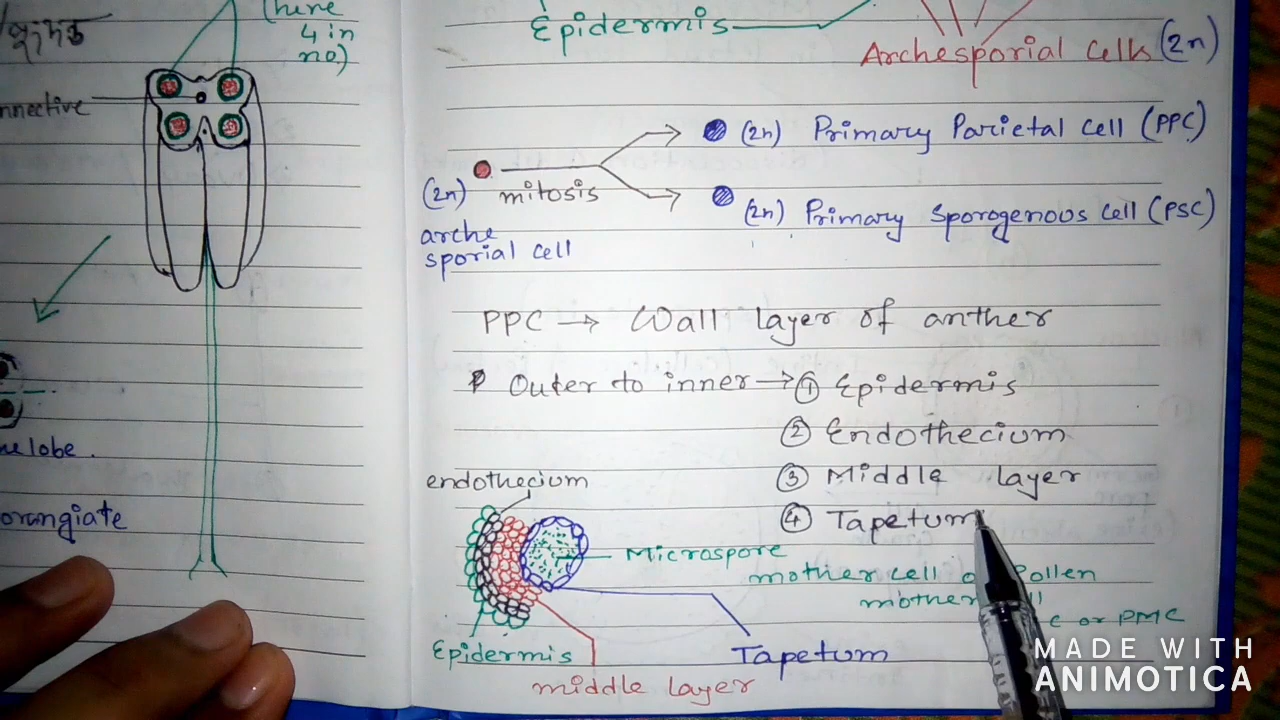 (here
4 in
no.)
nnective
lobe.
orangiate
Epidermis
Archesporial Cells (2n)
(2n) Primary Parietal Cell (PPC)
(2n)
mitosis
arche
sporial cell
(2n) Primary Sporogenous Cell (PSC)
PPC → Wall layer of anther
Outer to inner → ① Epidermis
② Endothecium
③ Middle layer
④ Tapetum
endothecium
Microspore
mother cell Pollen
mother
C or PMC
Epidermis
Tapetum
middle layer
MADE WITH
ANIMOTICA